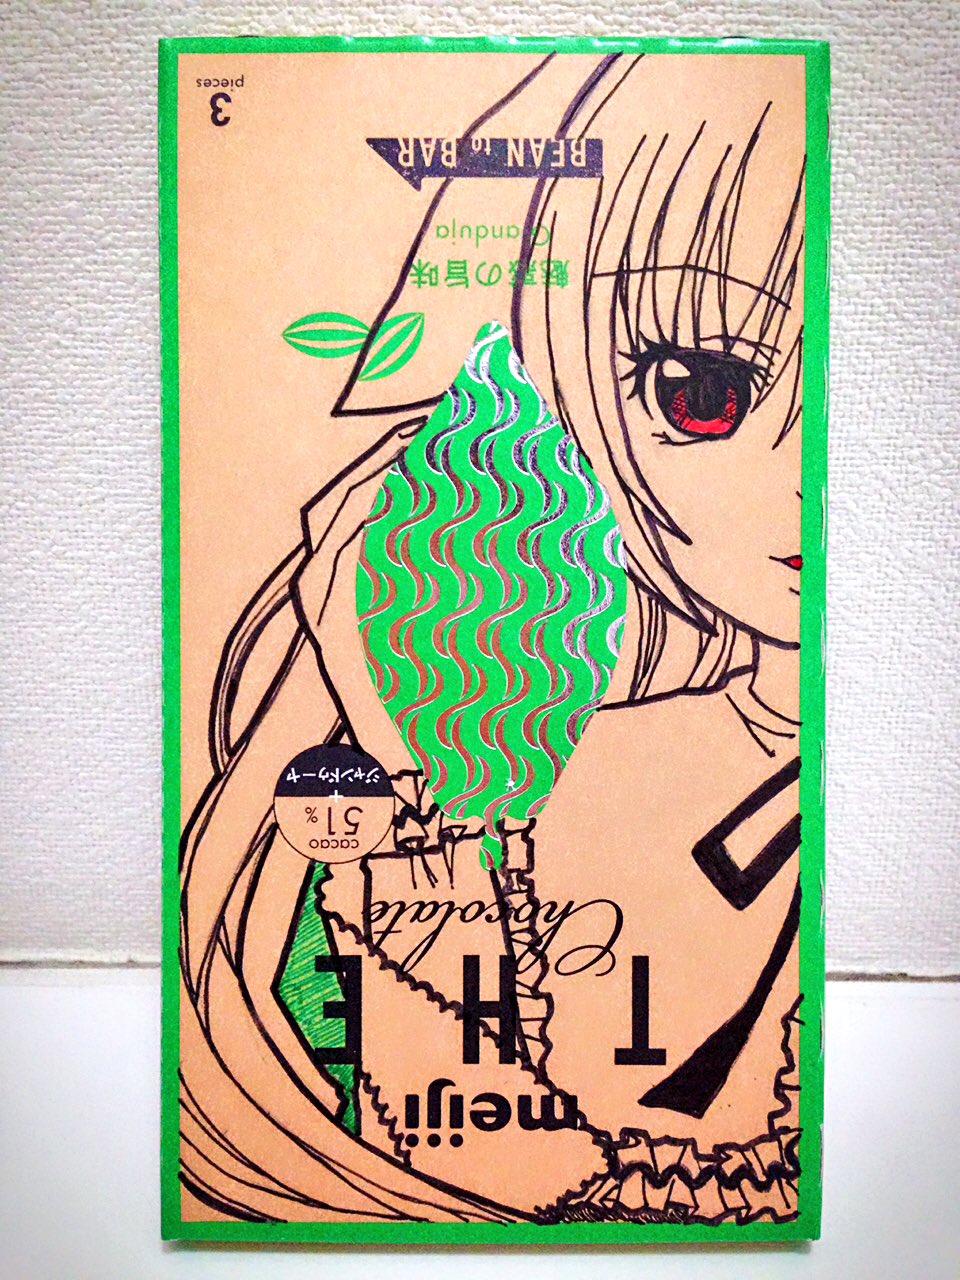 meiji
THE
Chocolate
cacao
51%
+
ジャンドゥーヤ
魅惑の旨味
Gianduja
BEAN to BAR
3
pieces